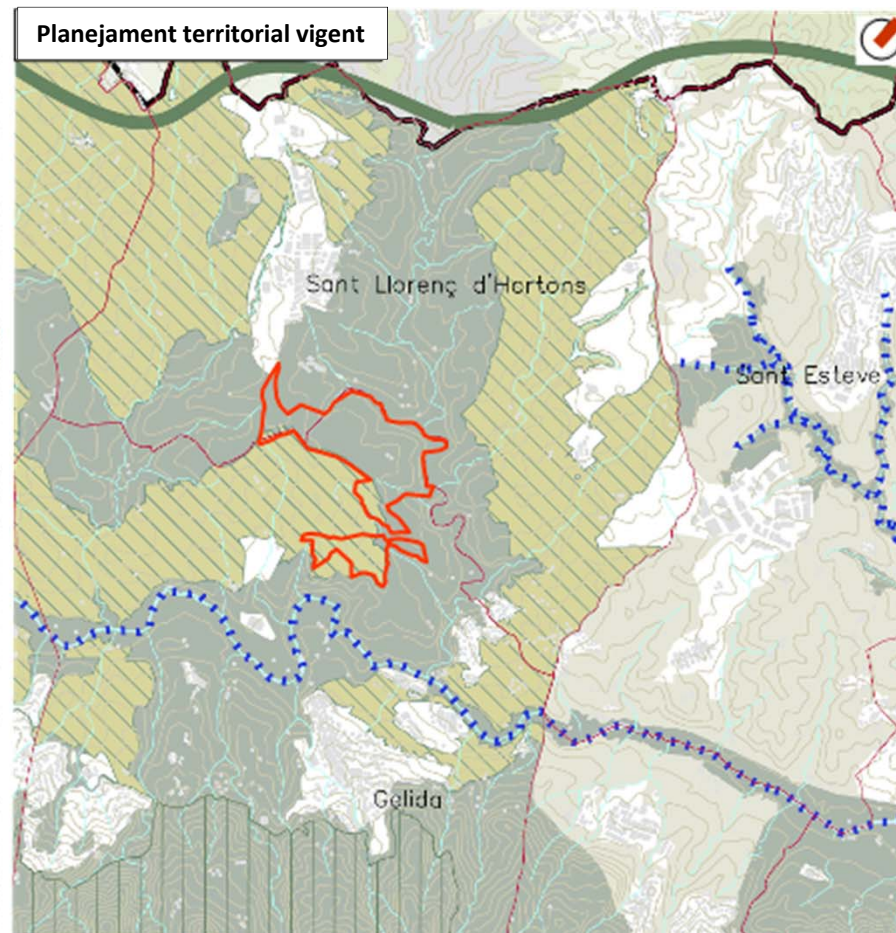 Planejament territorial vigent
Sant Llorenç d'Hortons
Sant Esteve
Gelida